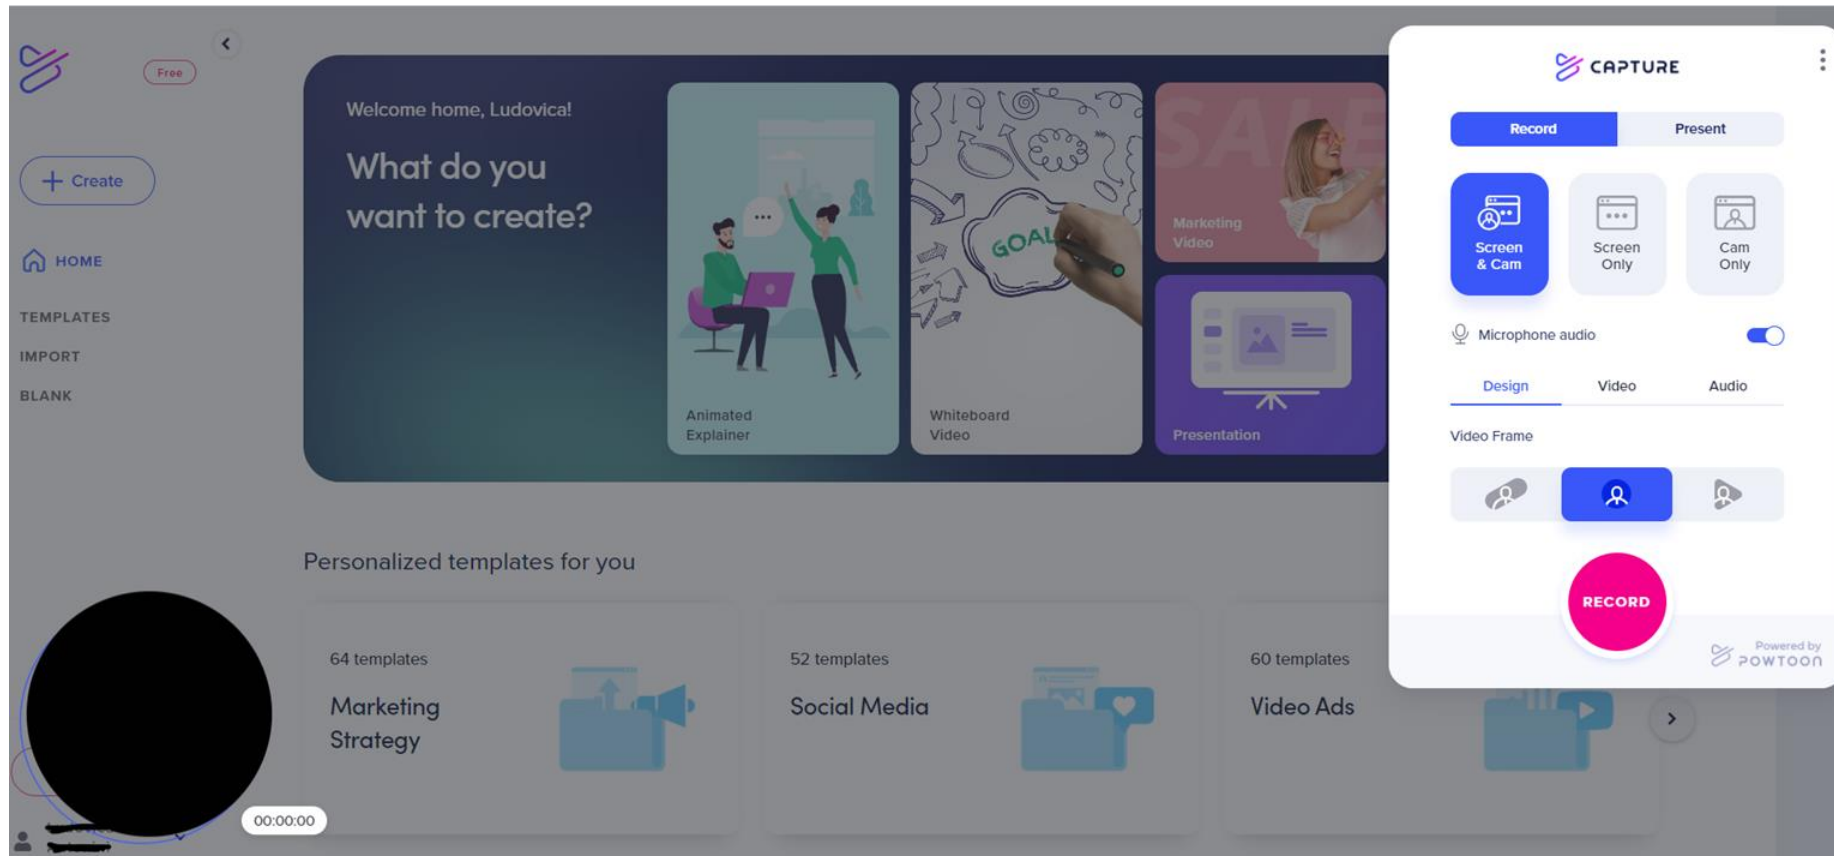 Free
+ Create
HOME
TEMPLATES
IMPORT
BLANK
Welcome home, Ludovica!
What do you
want to create?
Animated
Explainer
GOAL
Whiteboard
Video
SALE
Marketing
Video
Presentation
Personalized templates for you
64 templates
Marketing
Strategy
52 templates
Social Media
60 templates
Video Ads
00:00:00
CAPTURE
Record
Present
Screen
& Cam
Screen
Only
Cam
Only
Microphone audio
Design
Video
Audio
Video Frame
RECORD
Powered by
POWTOON